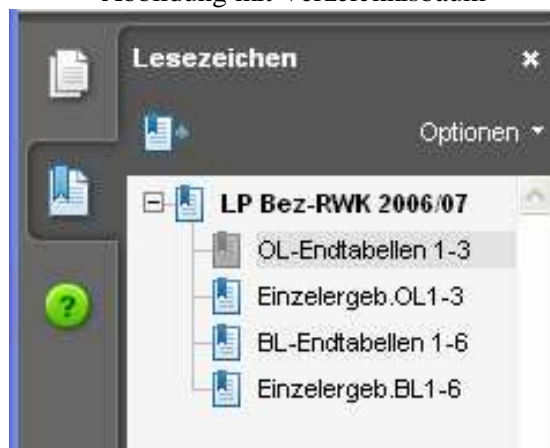 Abbildung mit Verzeichnisbaum
Lesezeichen
Optionen
LP Bez-RWK 2006/07
OL-Endtabellen 1-3
Einzelergeb.OL1-3
BL-Endtabellen 1-6
Einzelergeb.BL1-6